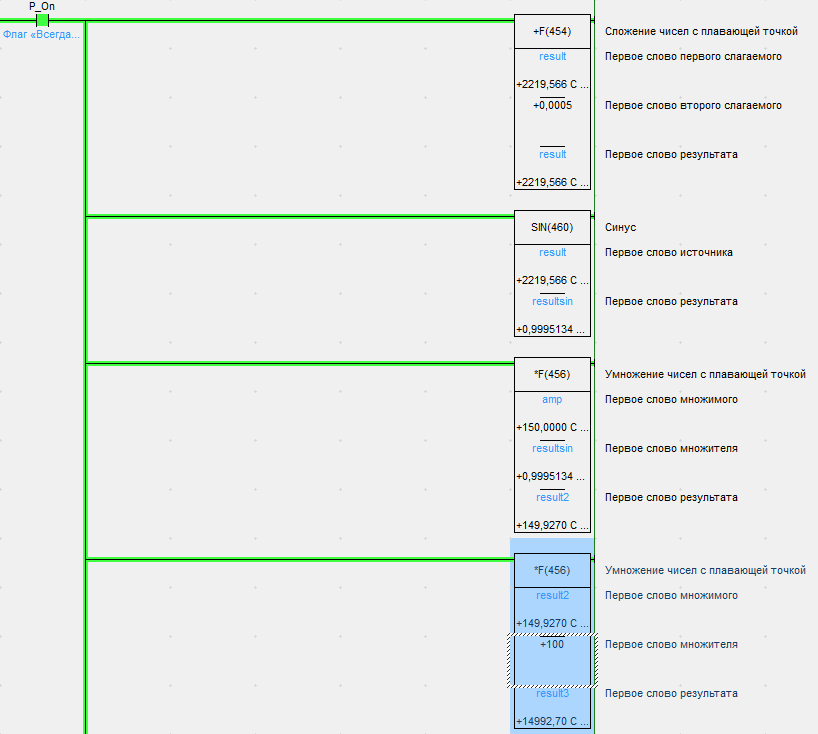 P_On
Флаг «Всегда...
+F(454)
Сложение чисел с плавающей точкой
result
Первое слово первого слагаемого
+2219,566 С ...
+0,0005
Первое слово второго слагаемого
result
Первое слово результата
+2219,566 С ...
SIN(460)
Синус
result
Первое слово источника
+2219,566 С ...
resultsin
Первое слово результата
+0,9995134 ...
*F(456)
Умножение чисел с плавающей точкой
amp
Первое слово множимого
+150,0000 С ...
resultsin
Первое слово множителя
+0,9995134 ...
result2
Первое слово результата
+149,9270 С ...
*F(456)
Умножение чисел с плавающей точкой
result2
Первое слово множимого
+149,9270 С ...
+100
Первое слово множителя
result3
Первое слово результата
+14992,70 С ...